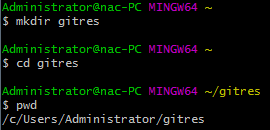 Administrator@nac-PC MINGW64 ~
$ mkdir gitres
Administrator@nac-PC MINGW64 ~
$ cd gitres
Administrator@nac-PC MINGW64 ~/gitres
$ pwd
/c/Users/Administrator/gitres